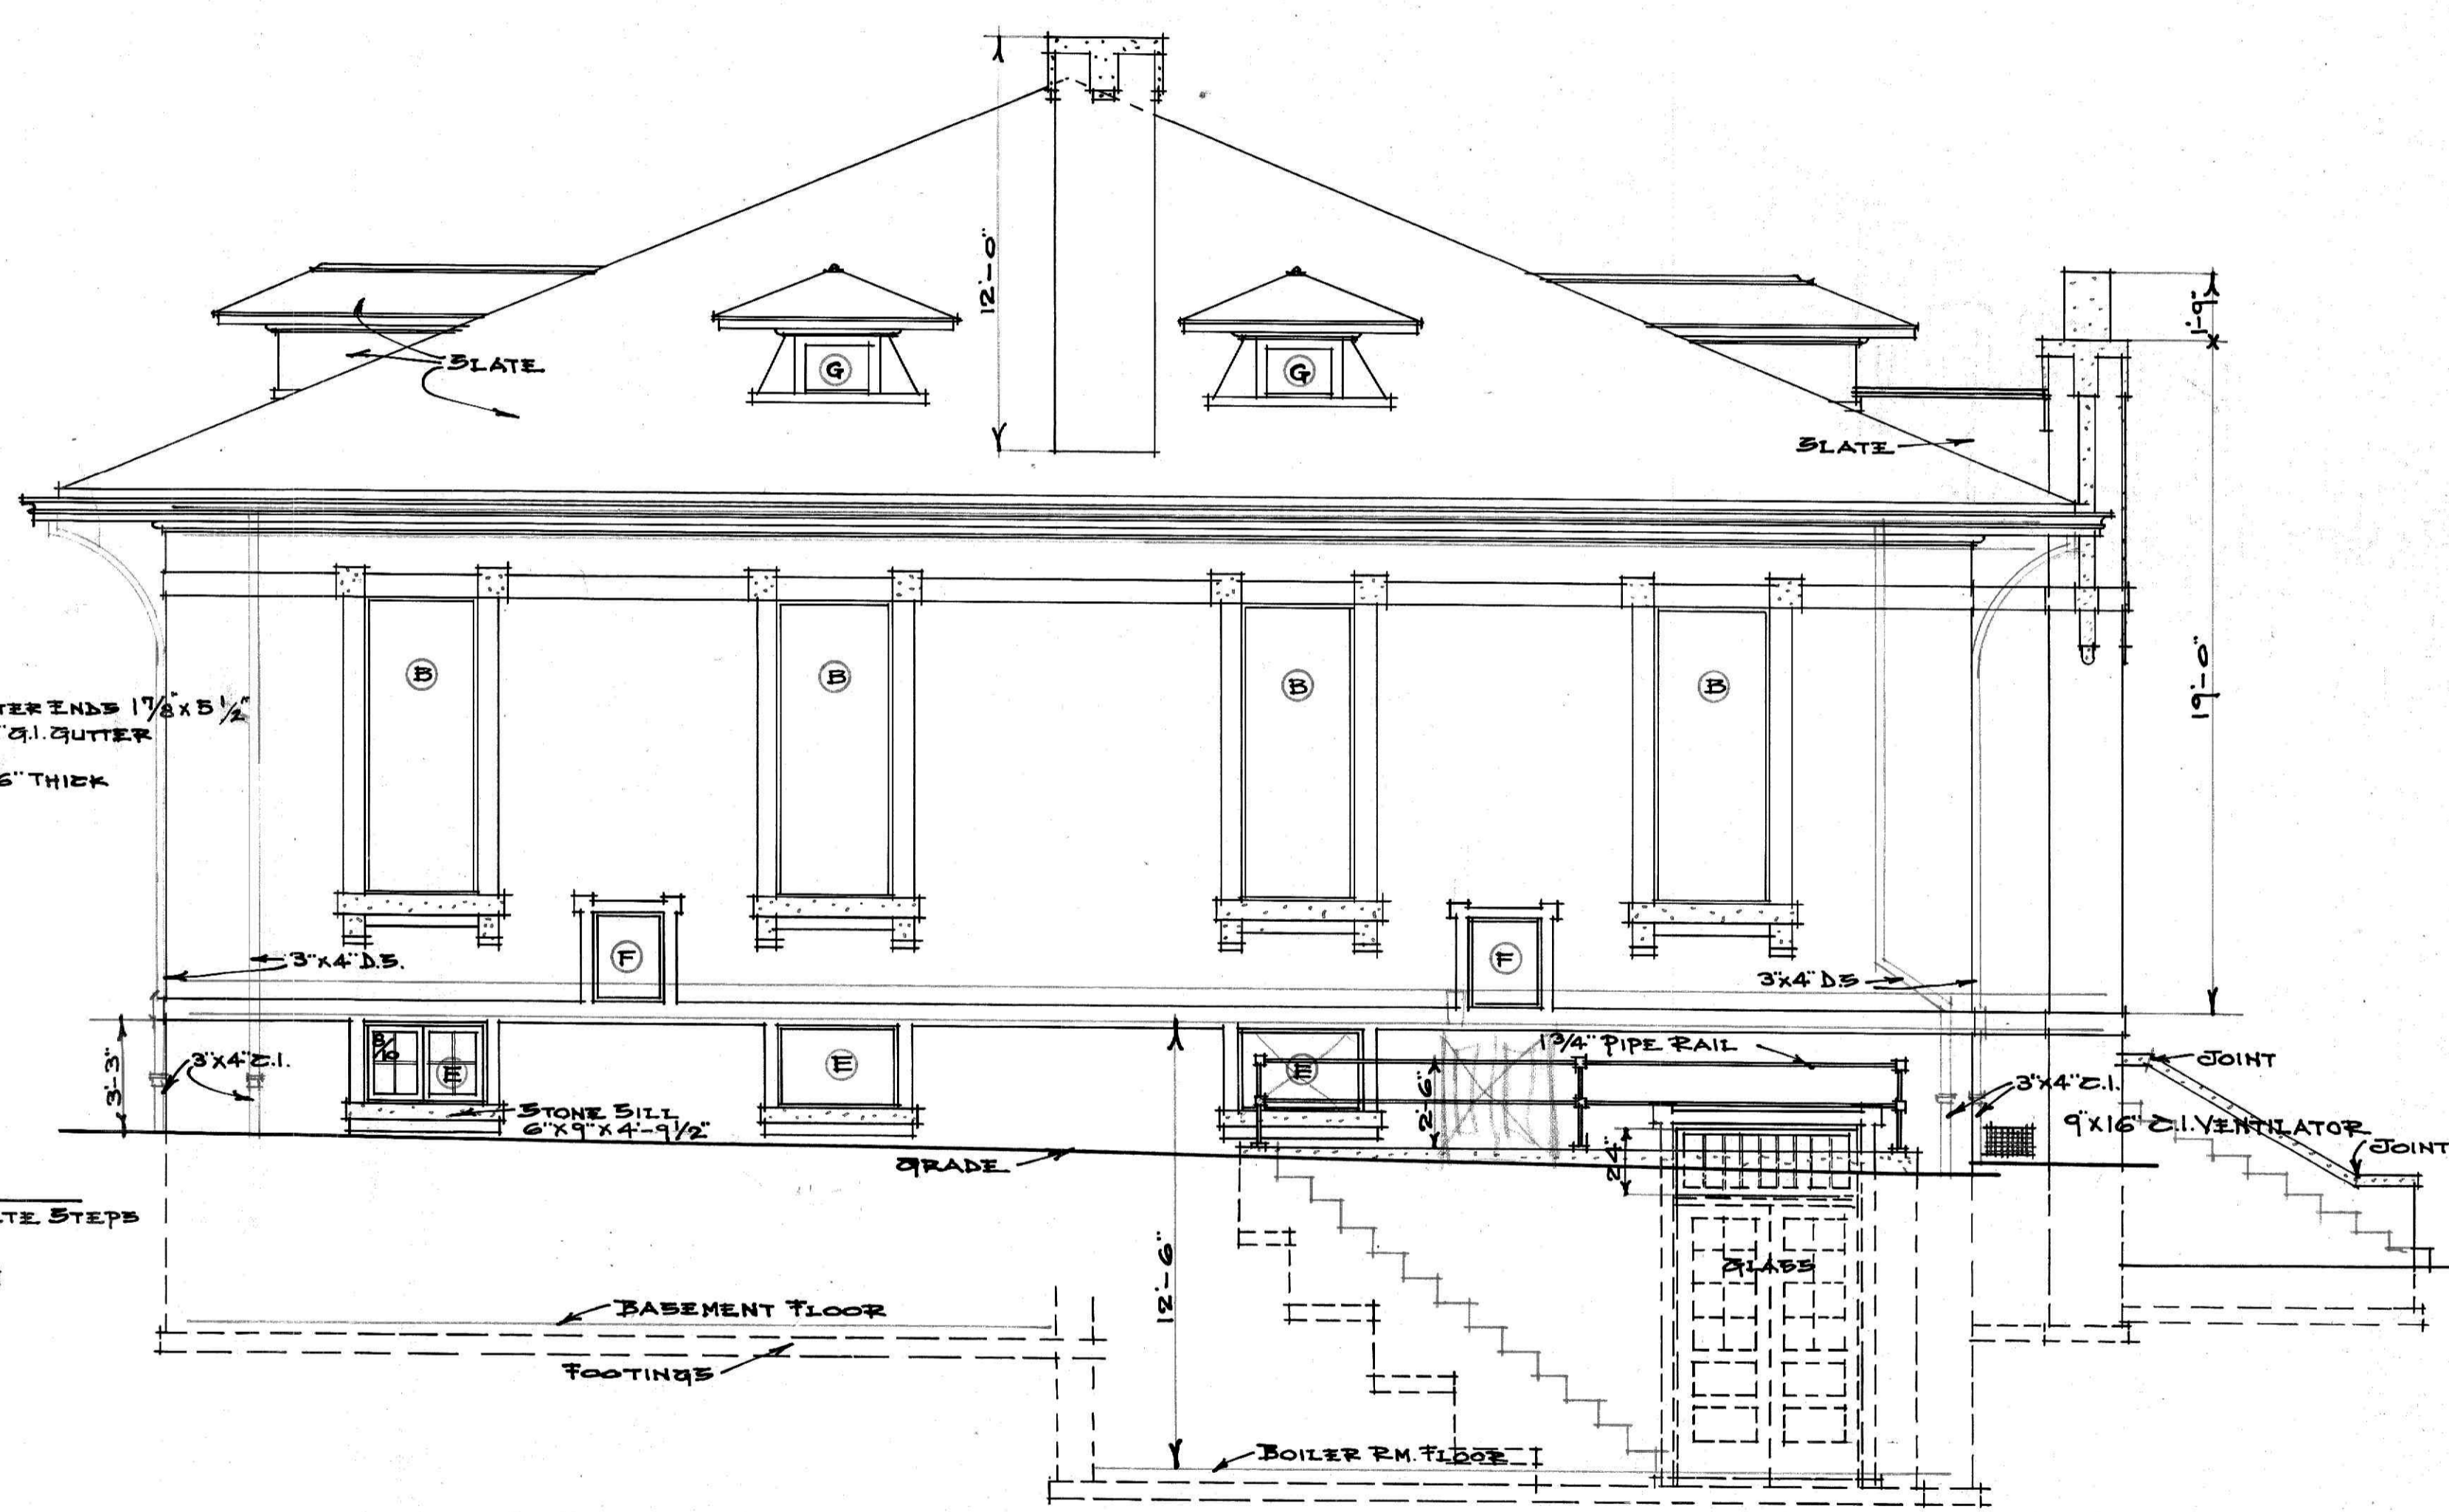 12'-0"
1'-9"
G
G
SLATE
SLATE
B
B
B
B
19'-0"
TER ENDS 1 7/8" x 5 1/2"
" G.I. GUTTER
6" THICK
F
F
3"x4" D.S.
3"x4" D.S
3'-3"
8/10
E
E
E
3"x4" C.I.
STONE SILL
6"x9"x4'-9 1/2"
1 3/4" PIPE RAIL
2'-6"
JOINT
3"x4" C.I.
9"x16" C.I. VENTILATOR
JOINT
GRADE
TE STEPS
12'-6"
GLASS
BASEMENT FLOOR
FOOTINGS
BOILER RM. FLOOR